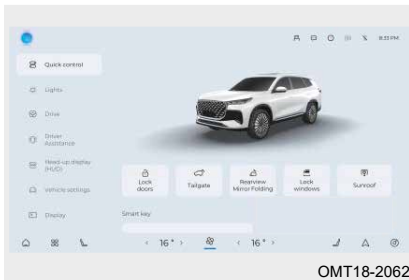 8:35 PM
Quick control
Lights
Drive
Driver
Assistance
Head-up display
(HUD)
Vehicle settings
Display
Lock
doors
Tailgate
Rearview
Mirror Folding
Lock
windows
Sunroof
Smart key
< 16° >
< 16° >
OMT18-2062